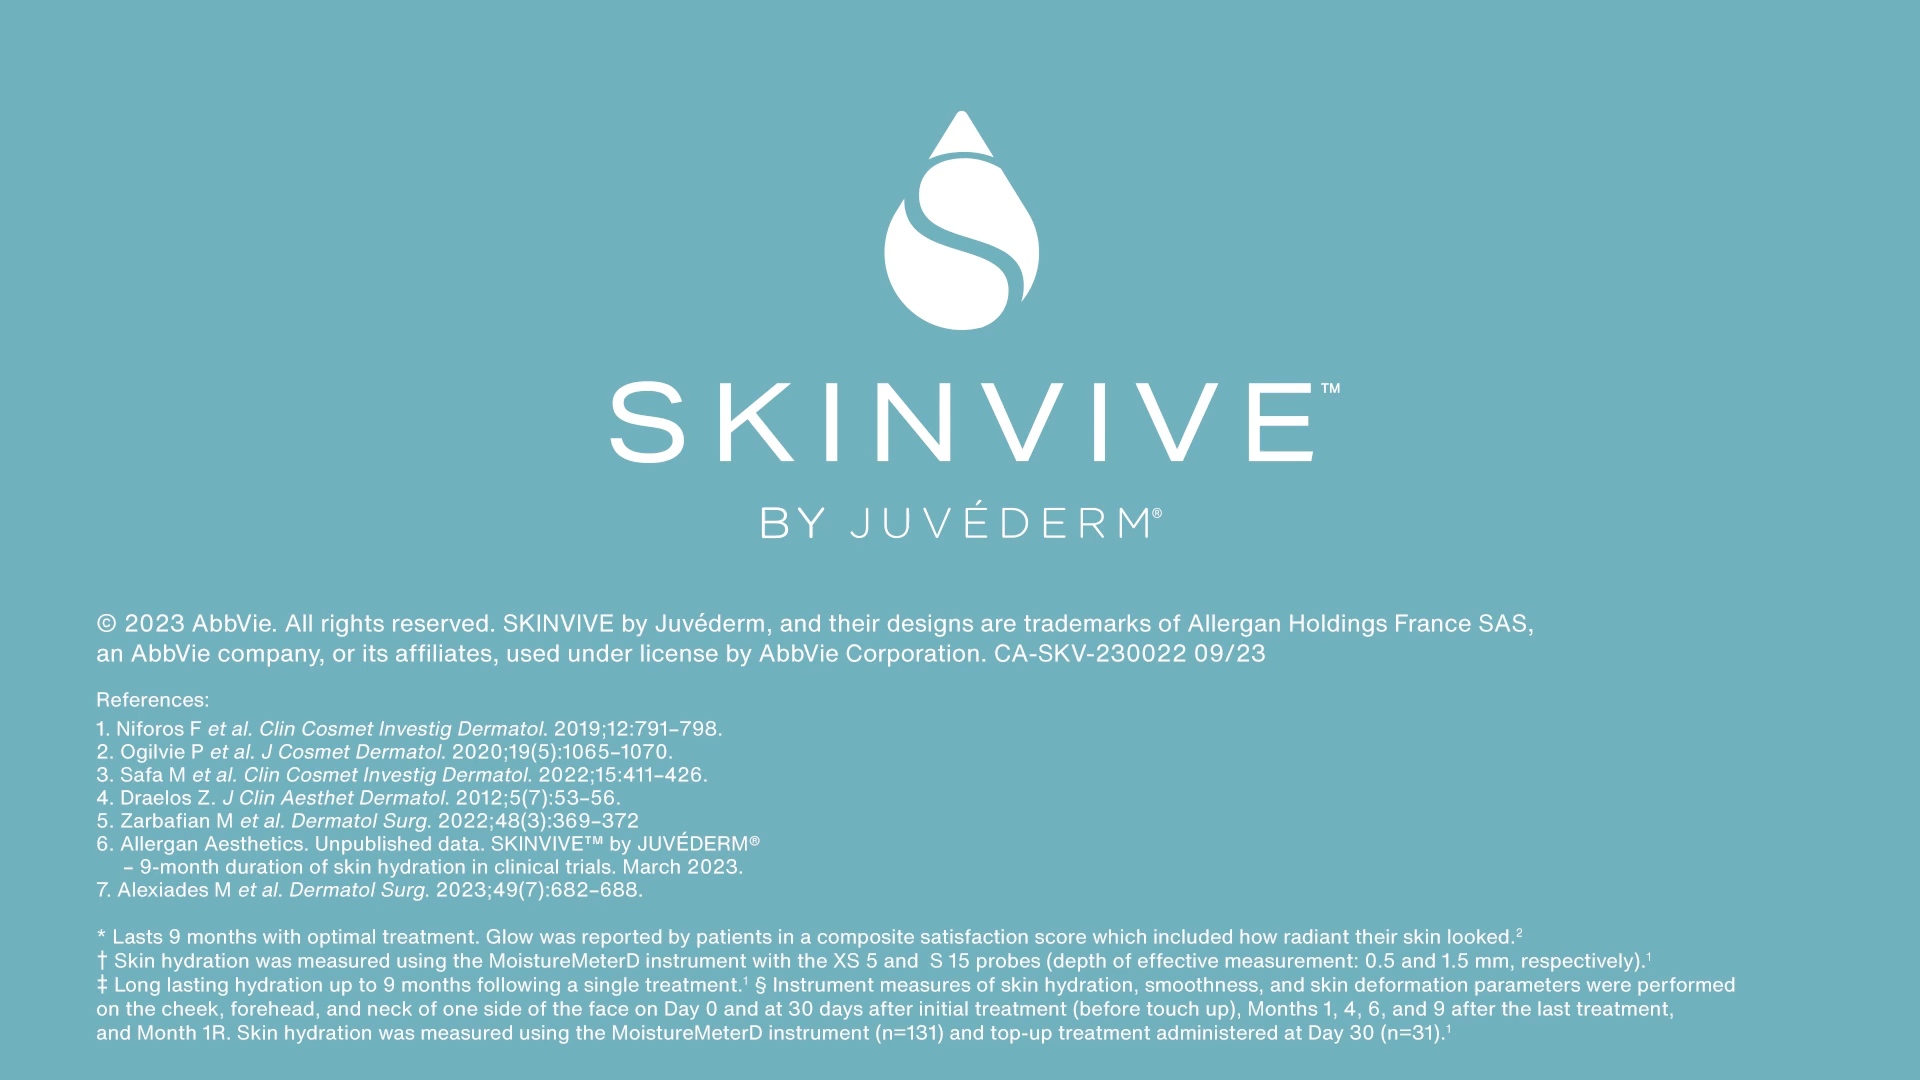 SKINVIVE™
BY JUVÉDERM®
© 2023 AbbVie. All rights reserved. SKINVIVE by Juvéderm, and their designs are trademarks of Allergan Holdings France SAS,
an AbbVie company, or its affiliates, used under license by AbbVie Corporation. CA-SKV-230022 09/23
References:
1. Niforos F et al. Clin Cosmet Investig Dermatol. 2019;12:791–798.
2. Ogilvie P et al. J Cosmet Dermatol. 2020;19(5):1065–1070.
3. Safa M et al. Clin Cosmet Investig Dermatol. 2022;15:411–426.
4. Draelos Z. J Clin Aesthet Dermatol. 2012;5(7):53–56.
5. Zarbafian M et al. Dermatol Surg. 2022;48(3):369–372
6. Allergan Aesthetics. Unpublished data. SKINVIVE™ by JUVÉDERM®
– 9-month duration of skin hydration in clinical trials. March 2023.
7. Alexiades M et al. Dermatol Surg. 2023;49(7):682–688.
* Lasts 9 months with optimal treatment. Glow was reported by patients in a composite satisfaction score which included how radiant their skin looked.²
† Skin hydration was measured using the MoistureMeterD instrument with the XS 5 and S 15 probes (depth of effective measurement: 0.5 and 1.5 mm, respectively).¹
‡ Long lasting hydration up to 9 months following a single treatment.¹ § Instrument measures of skin hydration, smoothness, and skin deformation parameters were performed
on the cheek, forehead, and neck of one side of the face on Day 0 and at 30 days after initial treatment (before touch up), Months 1, 4, 6, and 9 after the last treatment,
and Month 1R. Skin hydration was measured using the MoistureMeterD instrument (n=131) and top-up treatment administered at Day 30 (n=31).¹